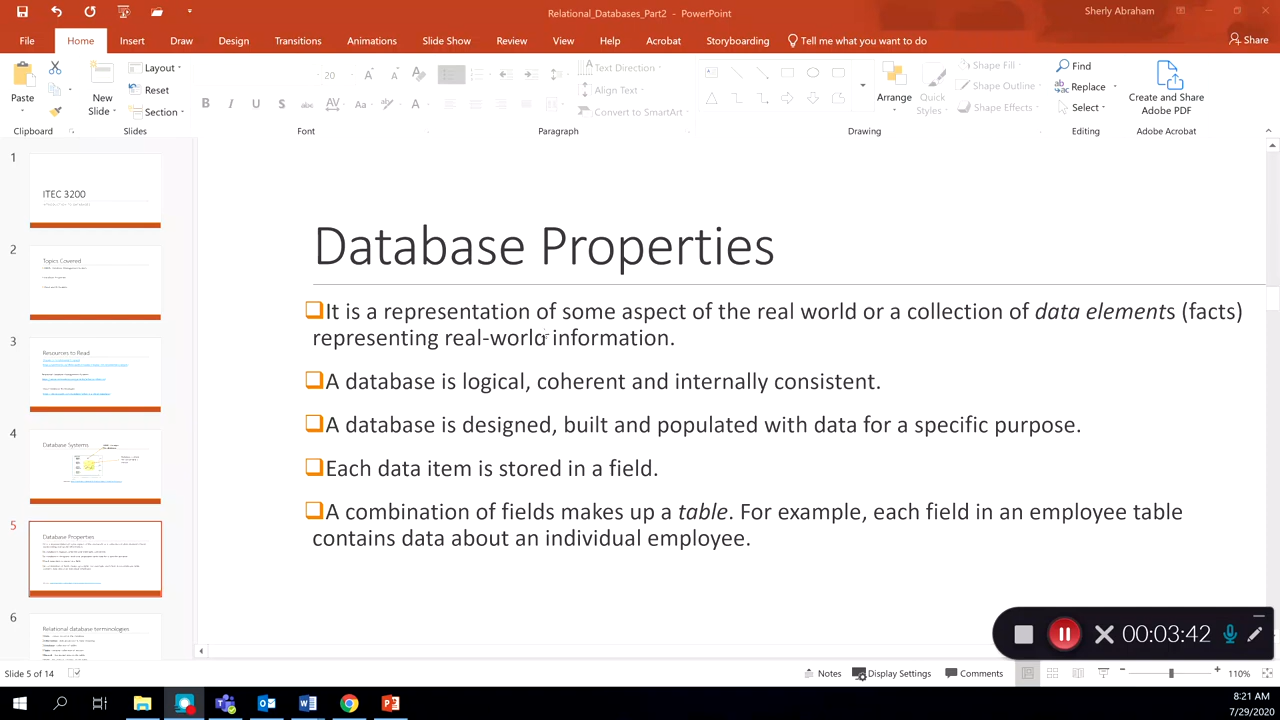 Relational_Databases_Part2 - PowerPoint
Sherly Abraham
File Home Insert Draw Design Transitions Animations Slide Show Review View Help Acrobat Storyboarding Tell me what you want to do
Share
Paste
New
Slide
Layout
Reset
Section
20
B I U S abc AV Aa A
Text Direction
Align Text
Convert to SmartArt
Arrange
Quick
Styles
Shape Fill
Shape Outline
Shape Effects
Find
Replace
Select
Create and Share
Adobe PDF
Clipboard Slides Font Paragraph Drawing Editing Adobe Acrobat
1
ITEC 3200
2
Topics Covered
3
Resources to Read
4
Database Systems
5
Database Properties
6
Relational database terminologies
Database Properties
It is a representation of some aspect of the real world or a collection of data elements (facts)
representing real-world information.
A database is logical, coherent and internally consistent.
A database is designed, built and populated with data for a specific purpose.
Each data item is stored in a field.
A combination of fields makes up a table. For example, each field in an employee table
contains data about an individual employee.
00:03:42
Slide 5 of 14
Notes Display Settings Comments
110%
8:21 AM
7/29/2020